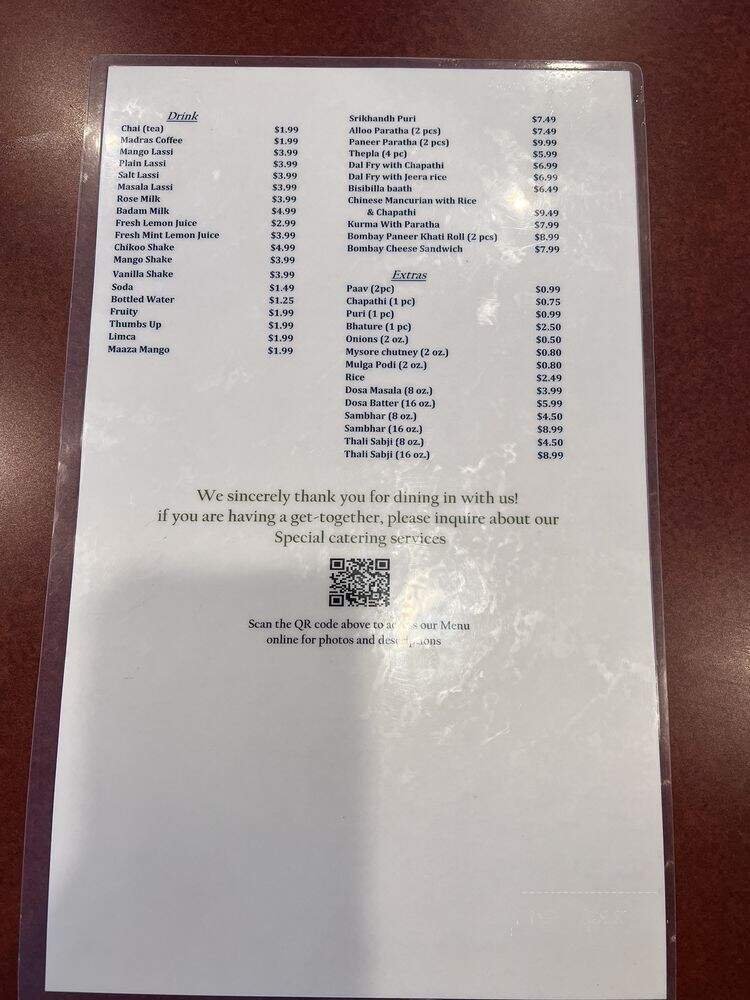 Drink
Chai (tea) $1.99
Madras Coffee $1.99
Mango Lassi $3.99
Plain Lassi $3.99
Salt Lassi $3.99
Masala Lassi $3.99
Rose Milk $3.99
Badam Milk $4.99
Fresh Lemon Juice $2.99
Fresh Mint Lemon Juice $3.99
Chikoo Shake $4.99
Mango Shake $3.99
Vanilla Shake $3.99
Soda $1.49
Bottled Water $1.25
Fruity $1.99
Thumbs Up $1.99
Limca $1.99
Maaza Mango $1.99
Srikhandh Puri $7.49
Alloo Paratha (2 pcs) $7.49
Paneer Paratha (2 pcs) $9.99
Thepla (4 pc) $5.99
Dal Fry with Chapathi $6.99
Dal Fry with Jeera rice $6.99
Bisibilla baath $6.49
Chinese Mancurian with Rice
& Chapathi $9.49
Kurma With Paratha $7.99
Bombay Paneer Khati Roll (2 pcs) $8.99
Bombay Cheese Sandwich $7.99
Extras
Paav (2pc) $0.99
Chapathi (1 pc) $0.75
Puri (1 pc) $0.99
Bhature (1 pc) $2.50
Onions (2 oz.) $0.50
Mysore chutney (2 oz.) $0.80
Mulga Podi (2 oz.) $0.80
Rice $2.49
Dosa Masala (8 oz.) $3.99
Dosa Batter (16 oz.) $5.99
Sambhar (8 oz.) $4.50
Sambhar (16 oz.) $8.99
Thali Sabji (8 oz.) $4.50
Thali Sabji (16 oz.) $8.99
We sincerely thank you for dining in with us!
if you are having a get-together, please inquire about our
Special catering services
Scan the QR code above to access our Menu
online for photos and descriptions